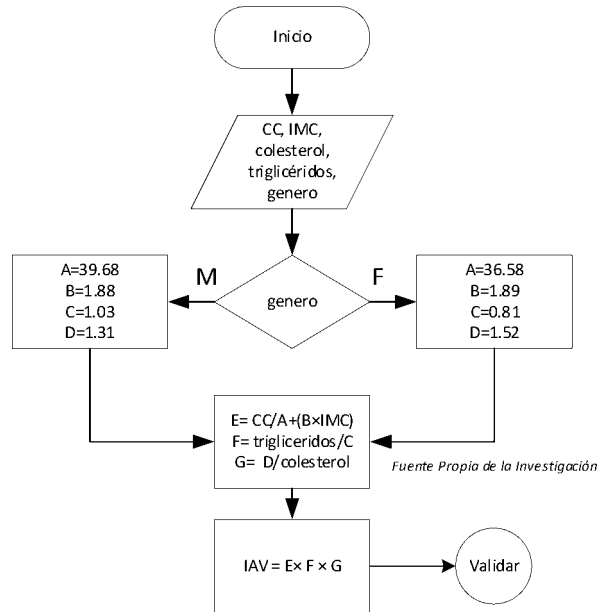 Inicio
CC, IMC,
colesterol,
triglicéridos,
genero
M
genero
F
A=39.68
B=1.88
C=1.03
D=1.31
A=36.58
B=1.89
C=0.81
D=1.52
E= CC/A+(B×IMC)
F= trigliceridos/C
G=  D/colesterol
Fuente Propia de la Investigación
IAV = E× F × G
Validar